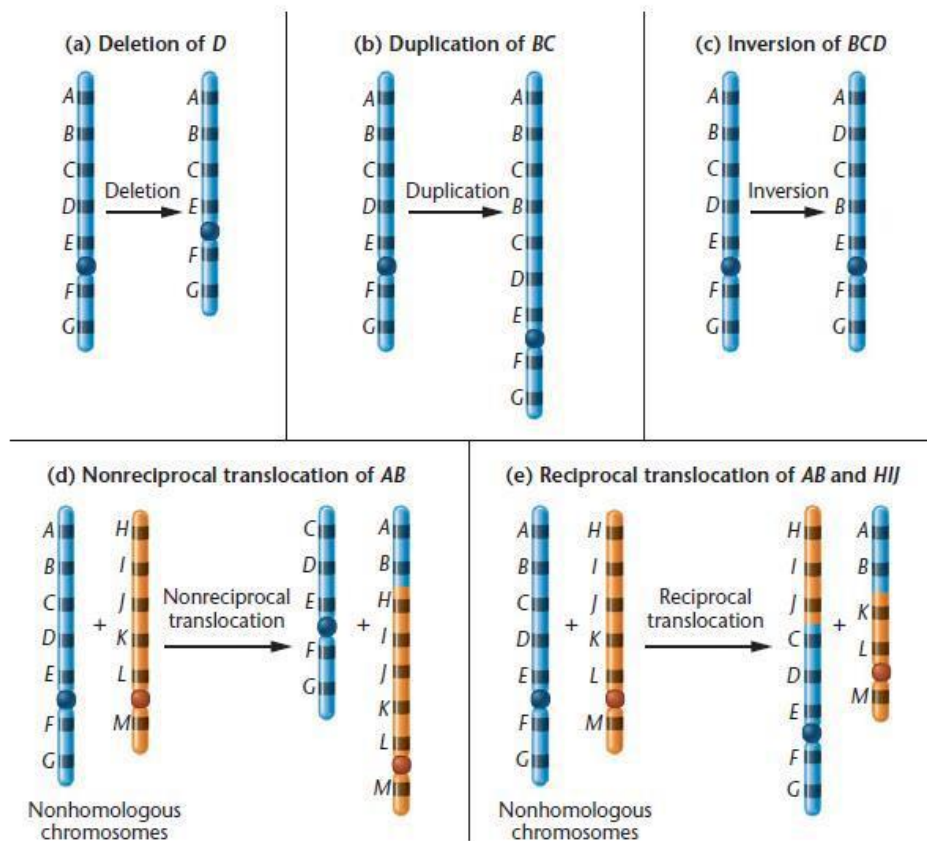 (a) Deletion of D
A
B
C
D
E
F
G
Deletion
A
B
C
E
F
G
(b) Duplication of BC
A
B
C
D
E
F
G
Duplication
A
B
C
B
C
D
E
F
G
(c) Inversion of BCD
A
B
C
D
E
F
G
Inversion
A
D
C
B
E
F
G
(d) Nonreciprocal translocation of AB
A
B
C
D
E
F
G
+
H
I
J
K
L
M
Nonhomologous
chromosomes
Nonreciprocal
translocation
C
D
E
F
G
+
A
B
H
I
J
K
L
M
(e) Reciprocal translocation of AB and HIJ
A
B
C
D
E
F
G
+
H
I
J
K
L
M
Nonhomologous
chromosomes
Reciprocal
translocation
H
I
J
C
D
E
F
G
+
A
B
K
L
M